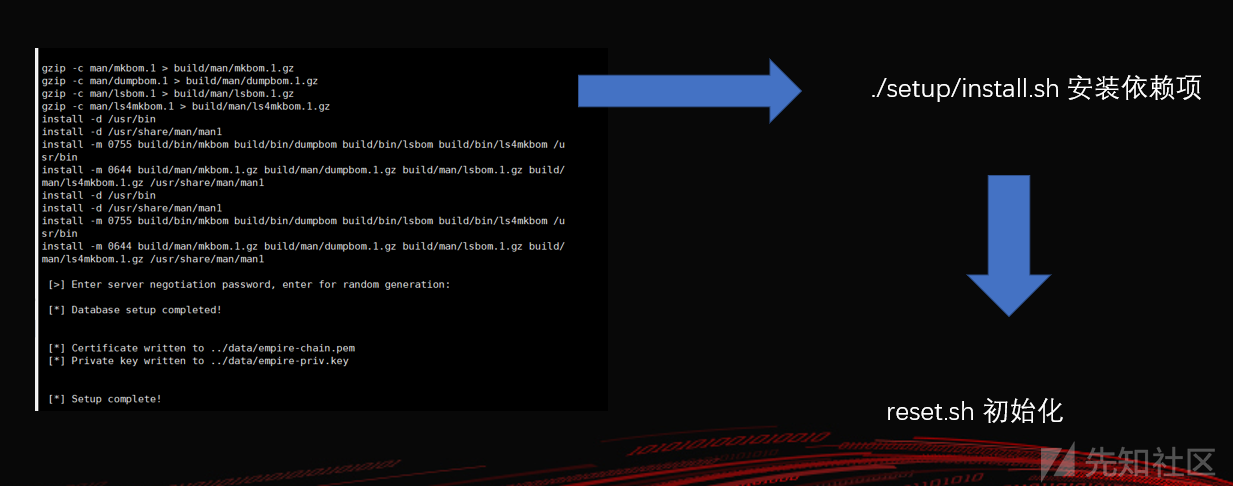 gzip -c man/mkbom.1 > build/man/mkbom.1.gz
gzip -c man/dumpbom.1 > build/man/dumpbom.1.gz
gzip -c man/lsbom.1 > build/man/lsbom.1.gz
gzip -c man/ls4mkbom.1 > build/man/ls4mkbom.1.gz
install -d /usr/bin
install -d /usr/share/man/man1
install -m 0755 build/bin/mkbom build/bin/dumpbom build/bin/lsbom build/bin/ls4mkbom /u
sr/bin
install -m 0644 build/man/mkbom.1.gz build/man/dumpbom.1.gz build/man/lsbom.1.gz build/
man/ls4mkbom.1.gz /usr/share/man/man1
install -d /usr/bin
install -d /usr/share/man/man1
install -m 0755 build/bin/mkbom build/bin/dumpbom build/bin/lsbom build/bin/ls4mkbom /u
sr/bin
install -m 0644 build/man/mkbom.1.gz build/man/dumpbom.1.gz build/man/lsbom.1.gz build/
man/ls4mkbom.1.gz /usr/share/man/man1
[>] Enter server negotiation password, enter for random generation:
[*] Database setup completed!
[*] Certificate written to ../data/empire-chain.pem
[*] Private key written to ../data/empire-priv.key
[*] Setup complete!
./setup/install.sh 安装依赖项
reset.sh 初始化
先知社区